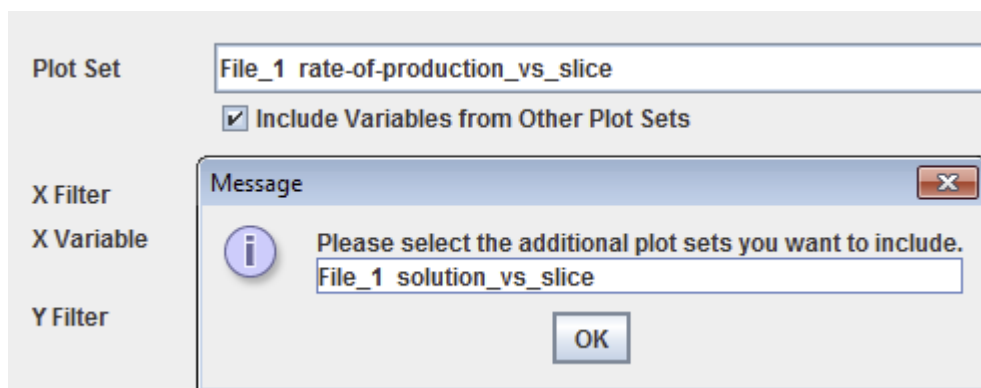 Plot Set
File_1 rate-of-production_vs_slice
Include Variables from Other Plot Sets
X Filter
X Variable
Y Filter
Message
Please select the additional plot sets you want to include.
File_1 solution_vs_slice
OK